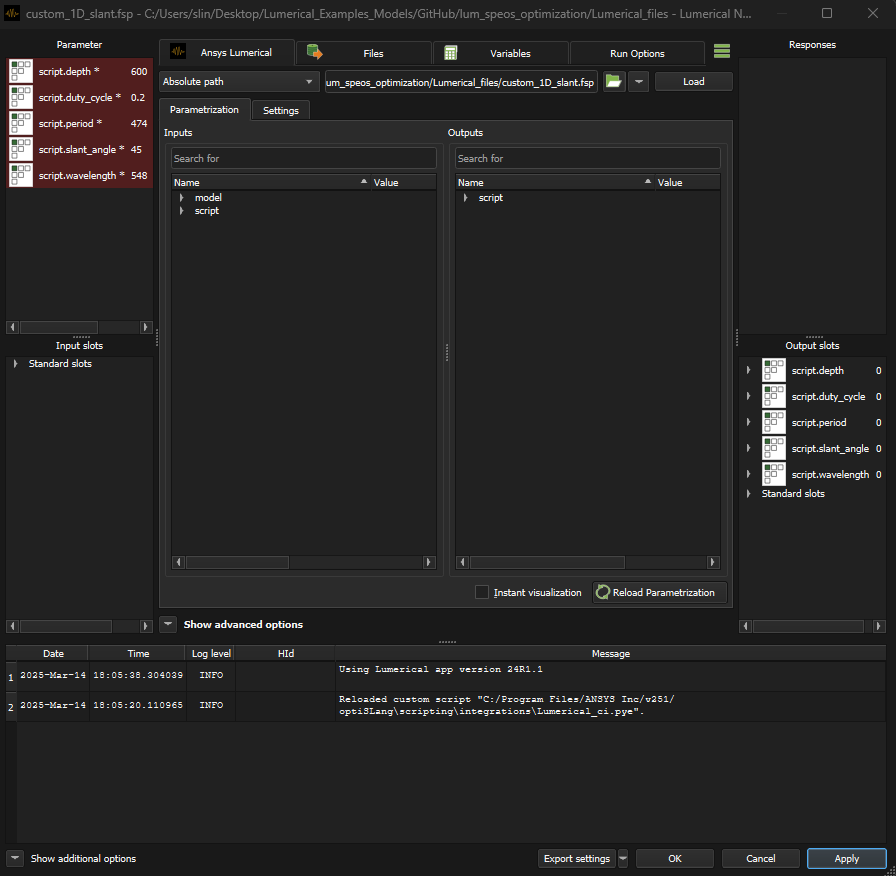 custom_1D_slant.fsp - C:/Users/slin/Desktop/Lumerical_Examples_Models/GitHub/lum_speos_optimization/Lumerical_files - Lumerical N...
Parameter
script.depth * 600
script.duty_cycle * 0.2
script.period * 474
script.slant_angle * 45
script.wavelength * 548
Input slots
Standard slots
Ansys Lumerical Files Variables Run Options
Absolute path um_speos_optimization/Lumerical_files/custom_1D_slant.fsp Load
Parametrization Settings
Inputs
Search for
Name Value
model
script
Outputs
Search for
Name Value
script
Instant visualization Reload Parametrization
Show advanced options
Responses
Output slots
script.depth 0
script.duty_cycle 0
script.period 0
script.slant_angle 0
script.wavelength 0
Standard slots
Date Time Log level HId Message
1 2025-Mar-14 18:05:38.304039 INFO Using Lumerical app version 24R1.1
2 2025-Mar-14 18:05:20.110965 INFO Reloaded custom script "C:/Program Files/ANSYS Inc/v251/
optiSLang\scripting\integrations\Lumerical_ci.pye".
Show additional options Export settings OK Cancel Apply